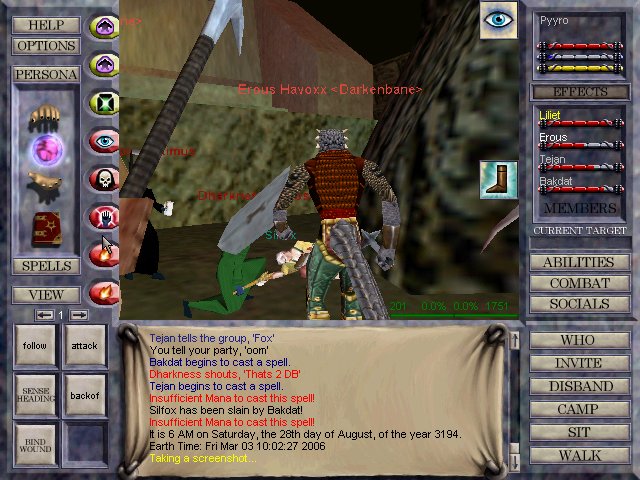 HELP
OPTIONS
PERSONA
SPELLS
VIEW
1
follow
attack
SENSE HEADING
backof
BIND WOUND
Erous Havoxx <Darkenbane>
201 0.0% 0.0% 1751
Pyyro
EFFECTS
Liliet
Erous
Tejan
Bakdat
MEMBERS
CURRENT TARGET
ABILITIES
COMBAT
SOCIALS
WHO
INVITE
DISBAND
CAMP
SIT
WALK
Tejan tells the group, 'Fox'
You tell your party, 'oom'
Bakdat begins to cast a spell.
Dharkness shouts, 'Thats 2 DB'
Tejan begins to cast a spell.
Insufficient Mana to cast this spell!
Silfox has been slain by Bakdat!
Insufficient Mana to cast this spell!
It is 6 AM on Saturday, the 28th day of August, of the year 3194.
Earth Time: Fri Mar 03 10:02:27 2006
Taking a screenshot...